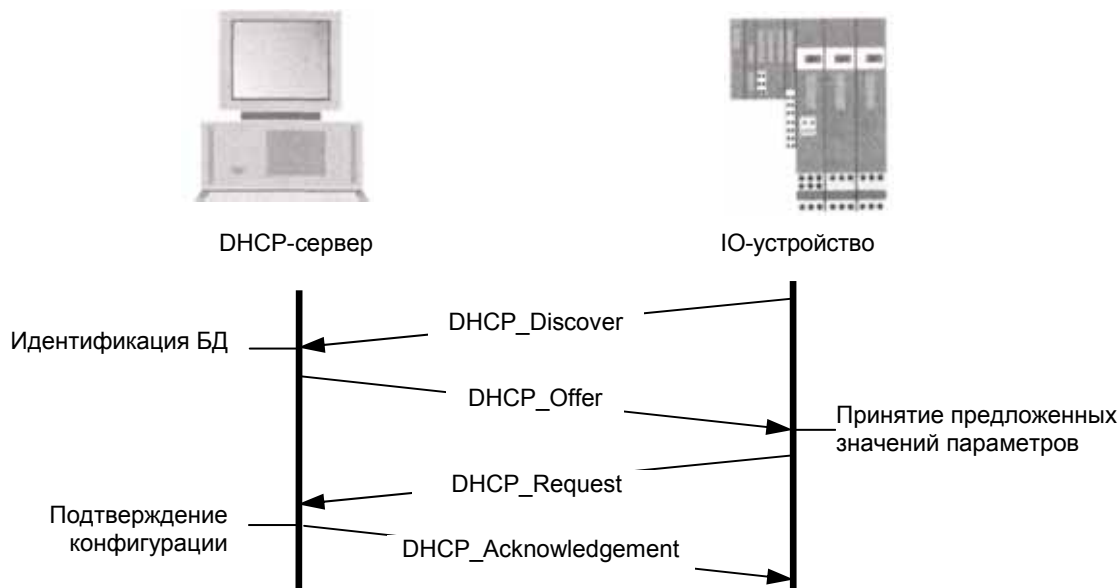 DHCP-сервер
IO-устройство
DHCP_Discover
Идентификация БД
DHCP_Offer
Принятие предложенных
значений параметров
DHCP_Request
Подтверждение
конфигурации
DHCP_Acknowledgement